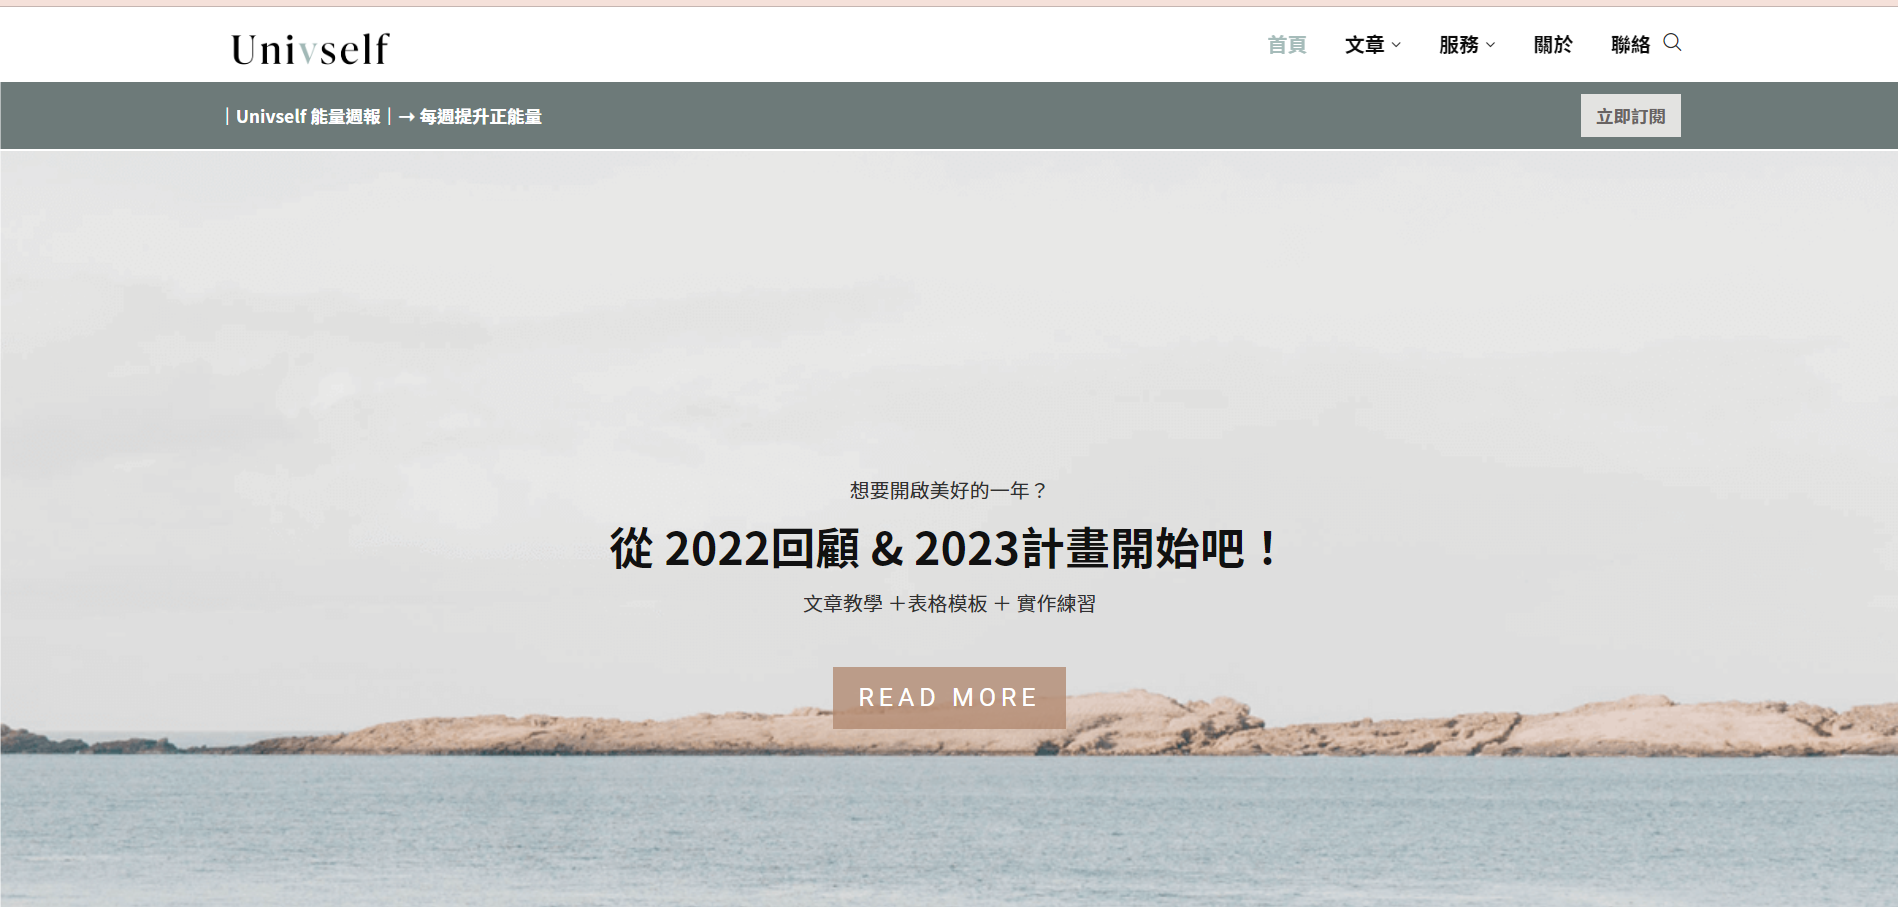 Univself
首頁 文章 服務 關於 聯絡
｜Univself 能量週報｜→ 每週提升正能量
立即訂閱
想要開啟美好的一年？
從 2022回顧 & 2023計畫開始吧！
文章教學 ＋表格模板 ＋ 實作練習
READ MORE